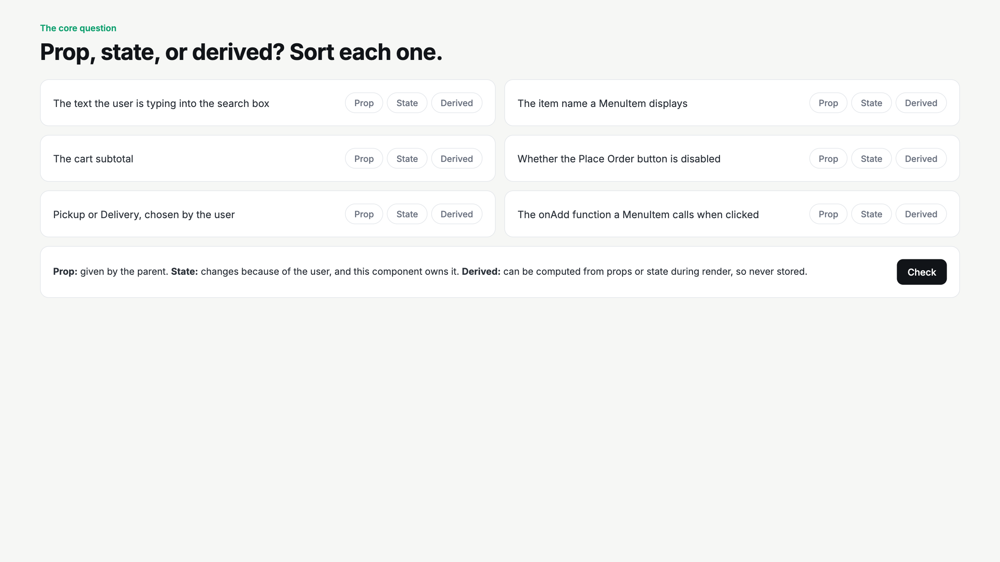 The core question
Prop, state, or derived? Sort each one.
The text the user is typing into the search box Prop State Derived
The item name a MenuItem displays Prop State Derived
The cart subtotal Prop State Derived
Whether the Place Order button is disabled Prop State Derived
Pickup or Delivery, chosen by the user Prop State Derived
The onAdd function a MenuItem calls when clicked Prop State Derived
Prop: given by the parent. State: changes because of the user, and this component owns it. Derived: can be computed from props or state during render, so never stored.
Check